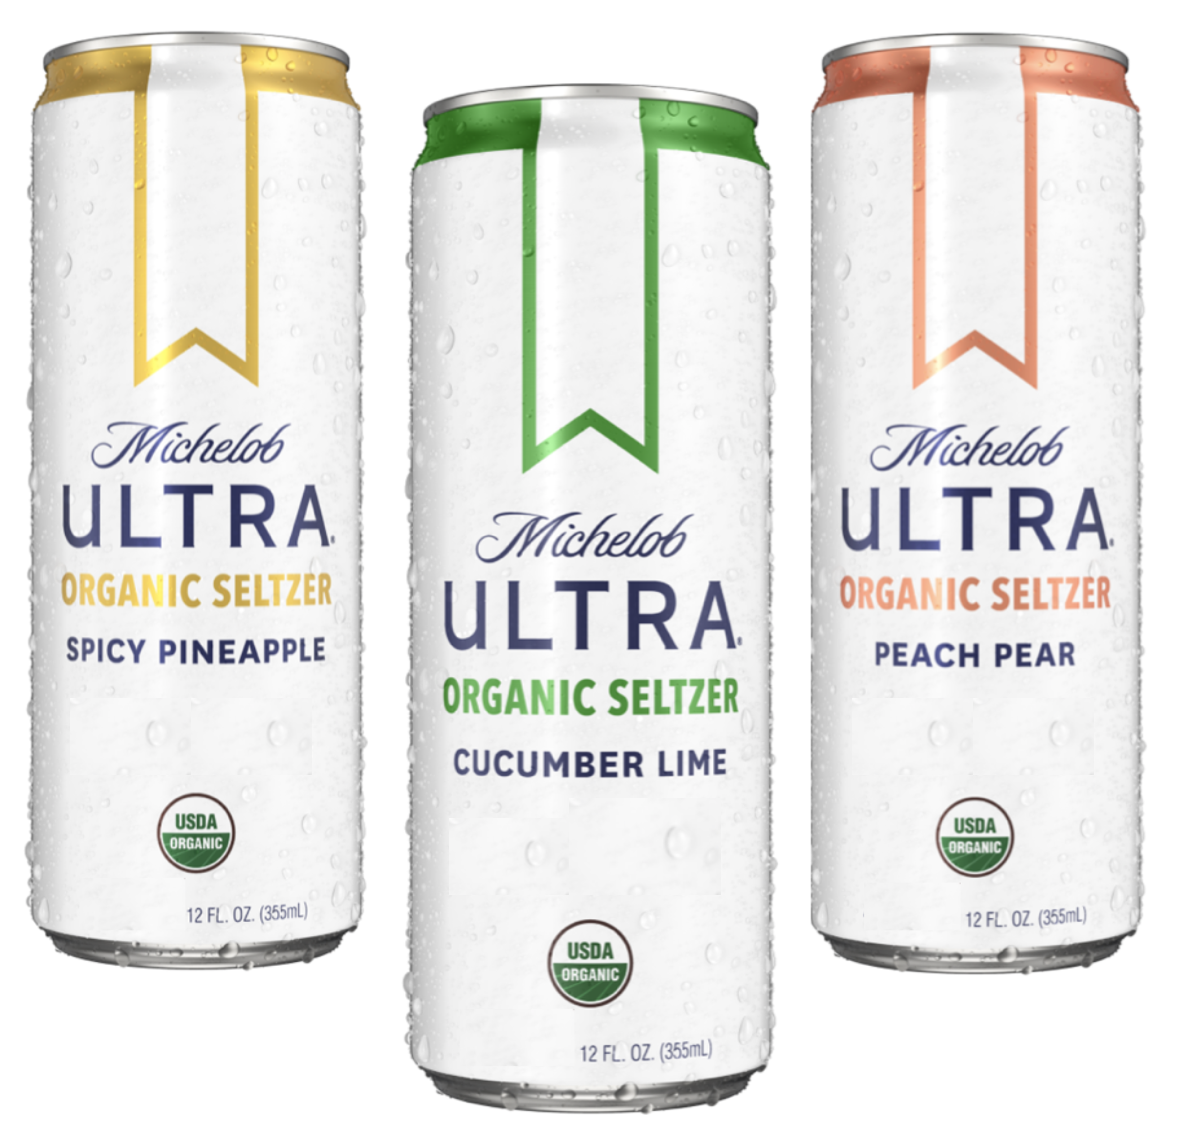 Michelob
ULTRA.
ORGANIC SELTZER
SPICY PINEAPPLE
USDA
ORGANIC
12 FL. OZ. (355mL)
Michelob
ULTRA.
ORGANIC SELTZER
CUCUMBER LIME
USDA
ORGANIC
12 FL. OZ. (355mL)
Michelob
ULTRA.
ORGANIC SELTZER
PEACH PEAR
USDA
ORGANIC
12 FL. OZ. (355mL)